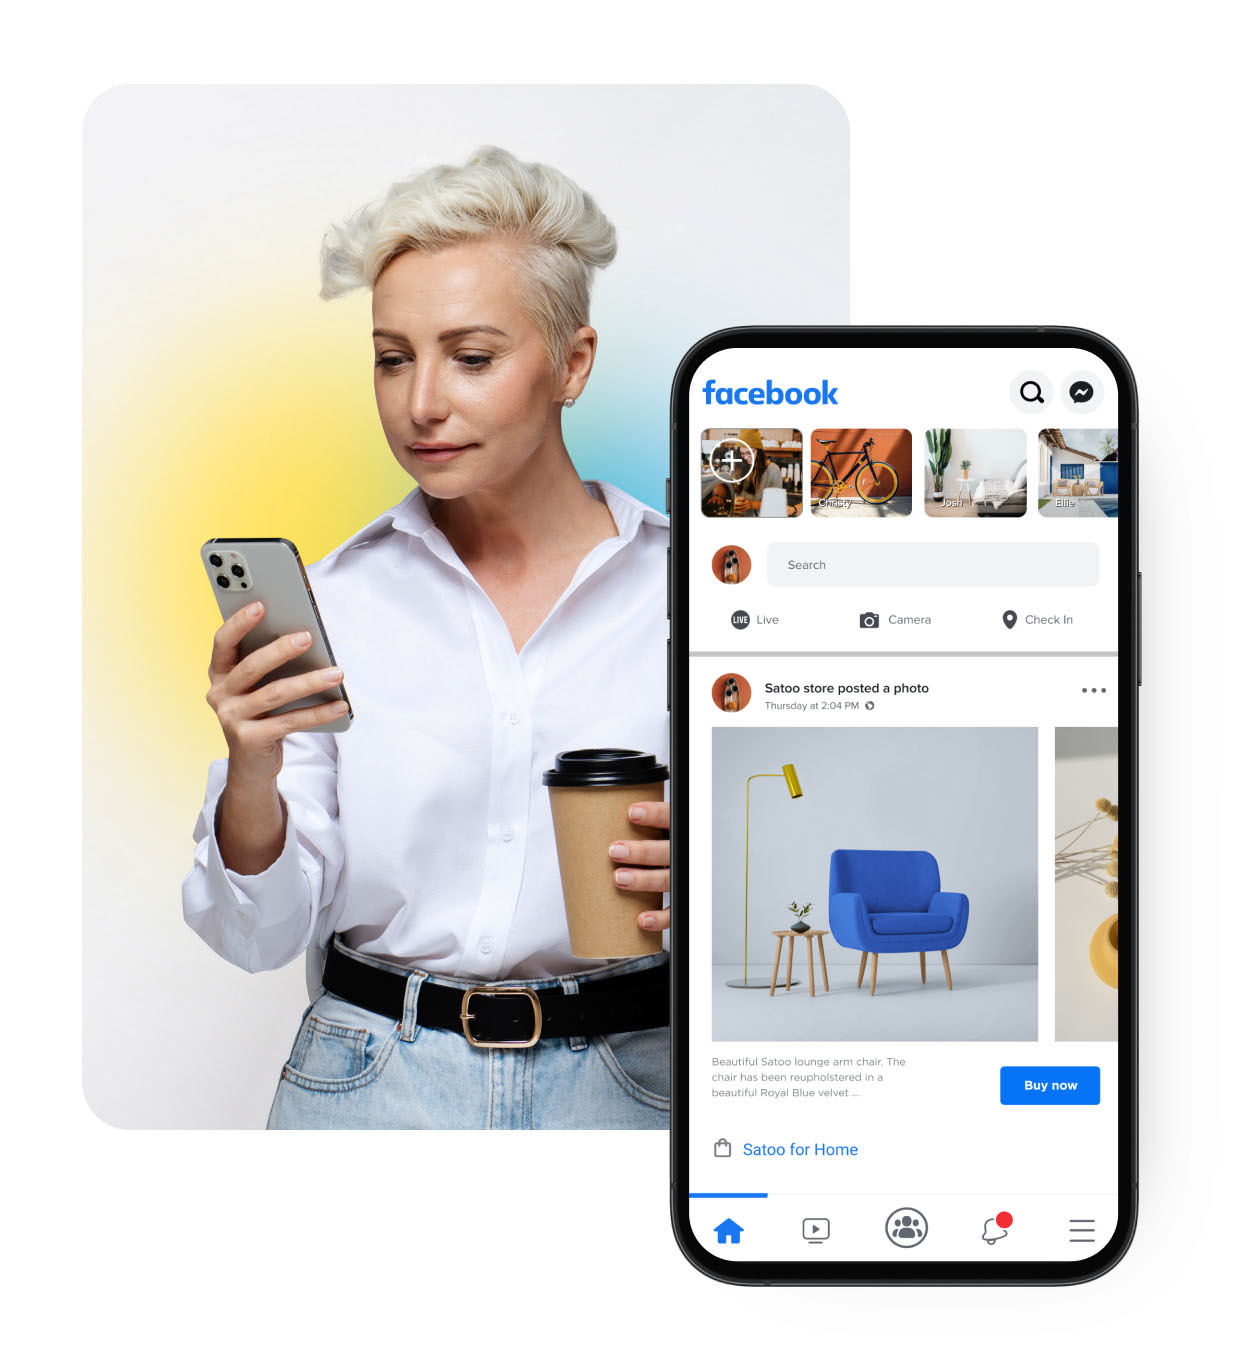 facebook
Christy
Josh
Ellie
Search
LIVE Live
Camera
Check In
Satoo store posted a photo
Thursday at 2:04 PM
Beautiful Satoo lounge arm chair. The
chair has been reupholstered in a
beautiful Royal Blue velvet ...
Buy now
Satoo for Home